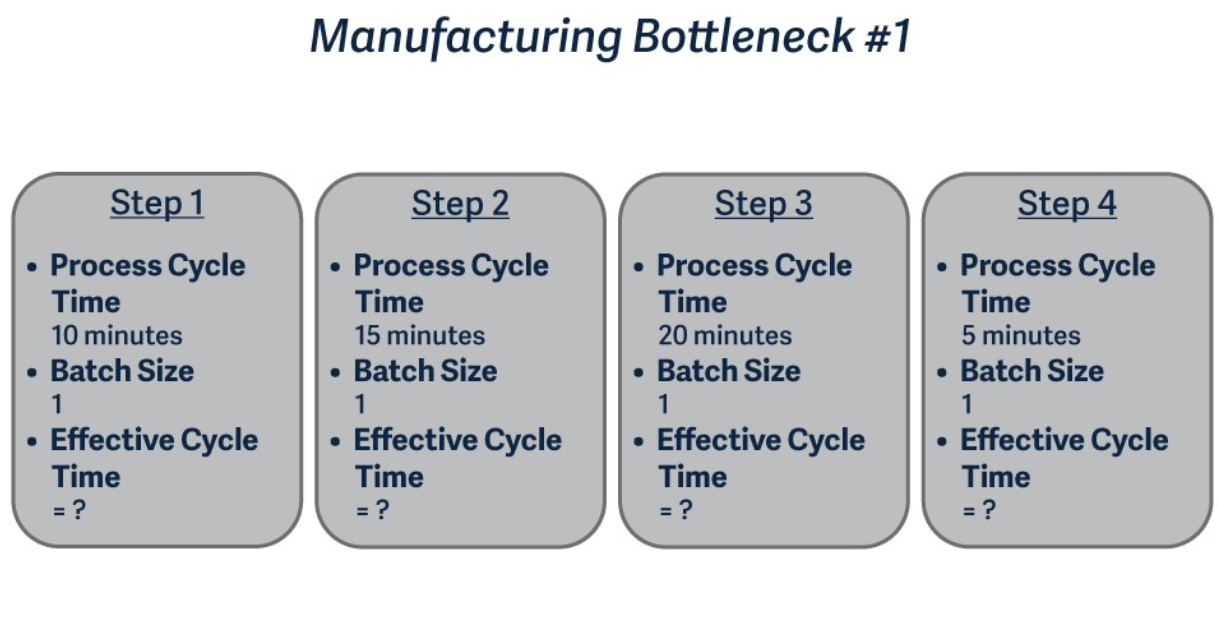 Manufacturing Bottleneck #1
Step 1
• Process Cycle
Time
10 minutes
• Batch Size
1
• Effective Cycle
Time
= ?
Step 2
• Process Cycle
Time
15 minutes
• Batch Size
1
• Effective Cycle
Time
= ?
Step 3
• Process Cycle
Time
20 minutes
• Batch Size
1
• Effective Cycle
Time
= ?
Step 4
• Process Cycle
Time
5 minutes
• Batch Size
1
• Effective Cycle
Time
= ?